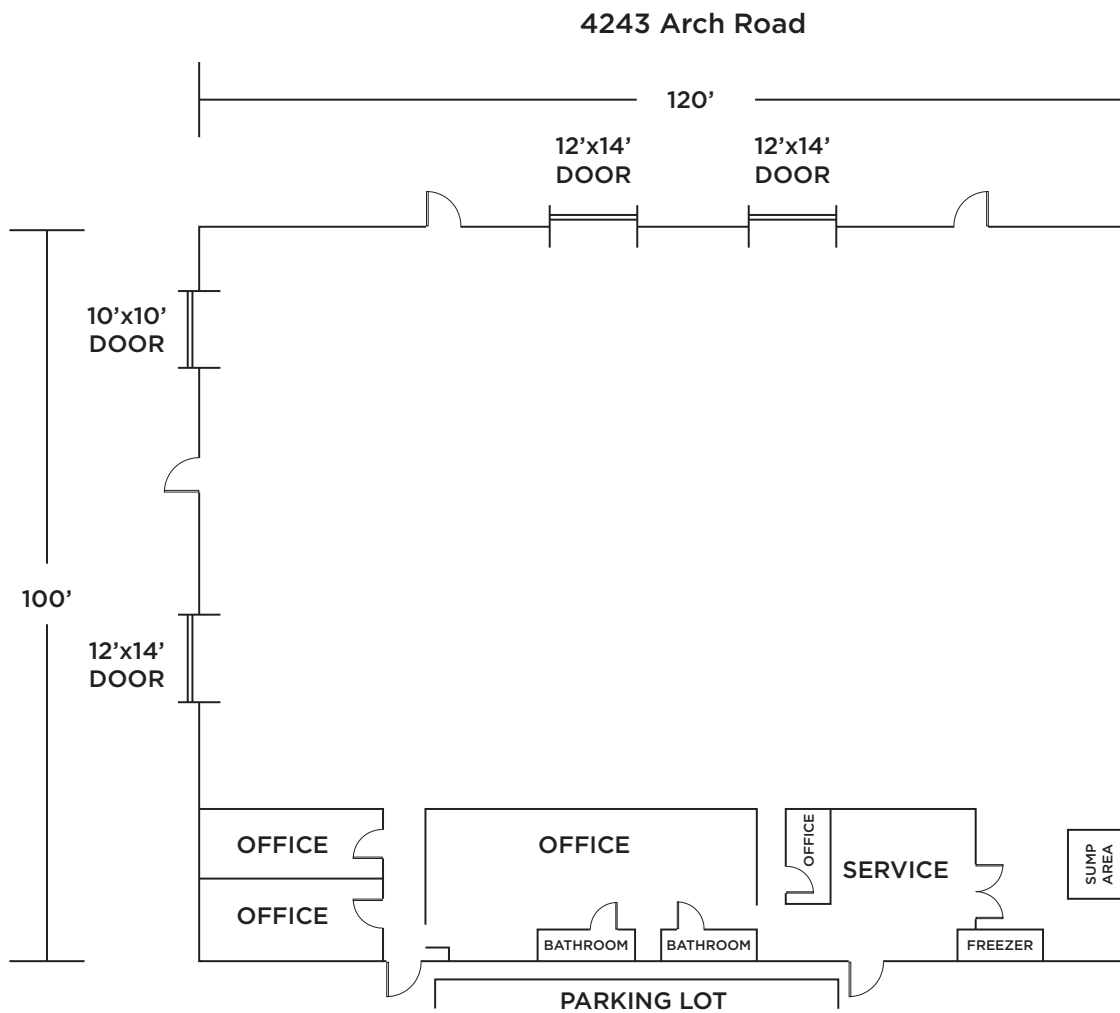 4243 Arch Road
120’
12’x14’
DOOR
12’x14’
DOOR
10’x10’
DOOR
100’
12’x14’
DOOR
OFFICE
OFFICE
OFFICE
OFFICE
SERVICE
SUMP
AREA
BATHROOM
BATHROOM
FREEZER
PARKING LOT